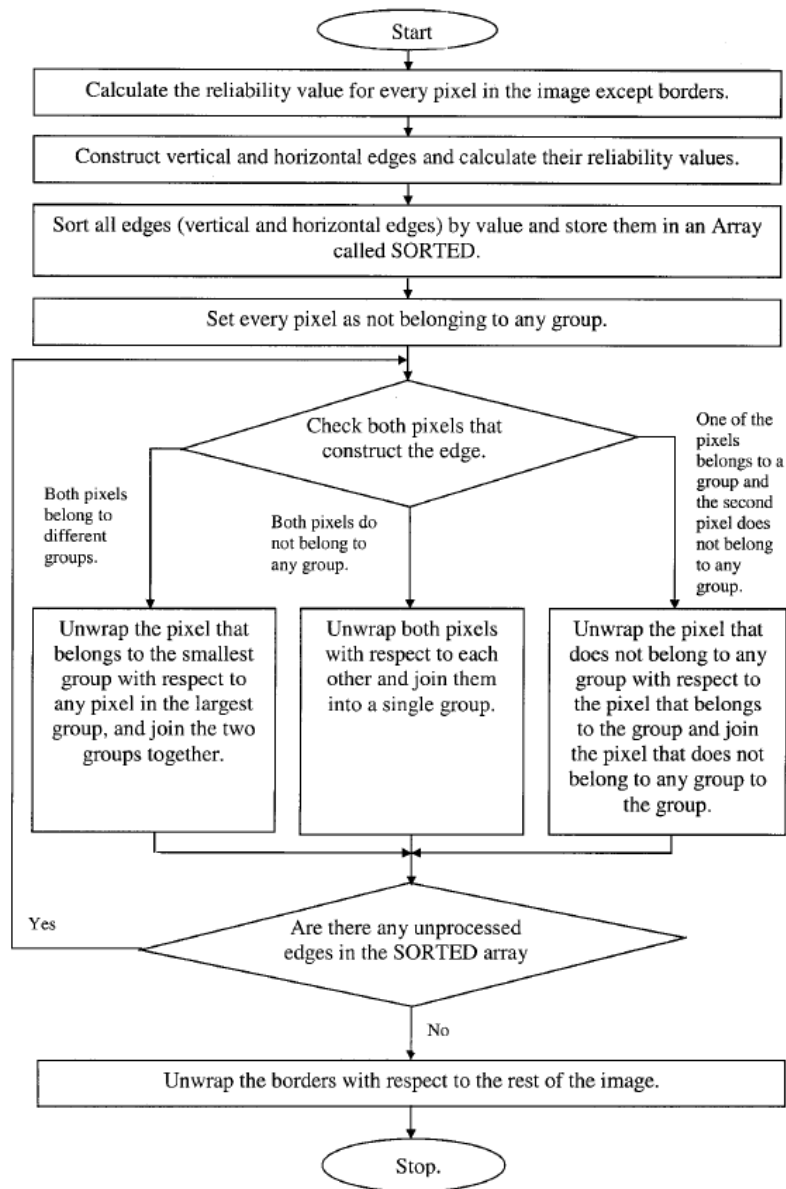 Start
Calculate the reliability value for every pixel in the image except borders.
Construct vertical and horizontal edges and calculate their reliability values.
Sort all edges (vertical and horizontal edges) by value and store them in an Array
called SORTED.
Set every pixel as not belonging to any group.
Check both pixels that
construct the edge.
Both pixels
belong to
different
groups.
Both pixels do
not belong to
any group.
One of the
pixels
belongs to a
group and
the second
pixel does
not belong
to any
group.
Unwrap the pixel that
belongs to the smallest
group with respect to
any pixel in the largest
group, and join the two
groups together.
Unwrap both pixels
with respect to each
other and join them
into a single group.
Unwrap the pixel that
does not belong to any
group with respect to
the pixel that belongs
to the group and join
the pixel that does not
belong to any group to
the group.
Yes
Are there any unprocessed
edges in the SORTED array
No
Unwrap the borders with respect to the rest of the image.
Stop.